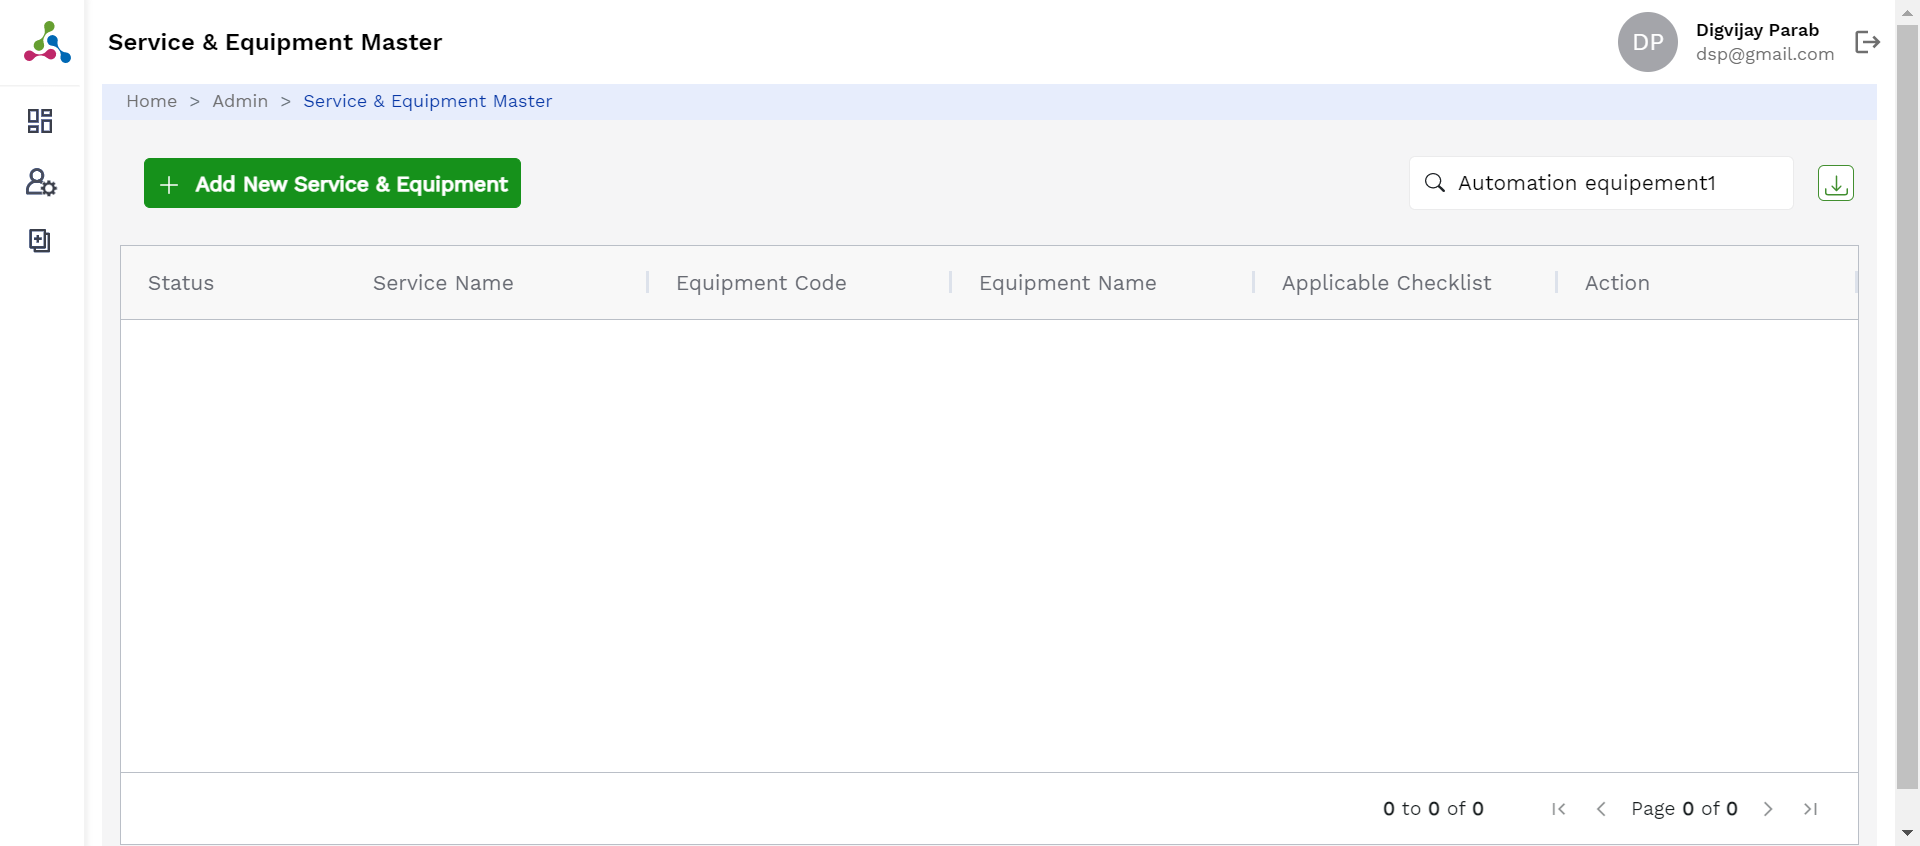 Service & Equipment Master
DP
Digvijay Parab
dsp@gmail.com
Home > Admin > Service & Equipment Master
Add New Service & Equipment
Automation equipement1
Status Service Name Equipment Code Equipment Name Applicable Checklist Action
0 to 0 of 0 Page 0 of 0